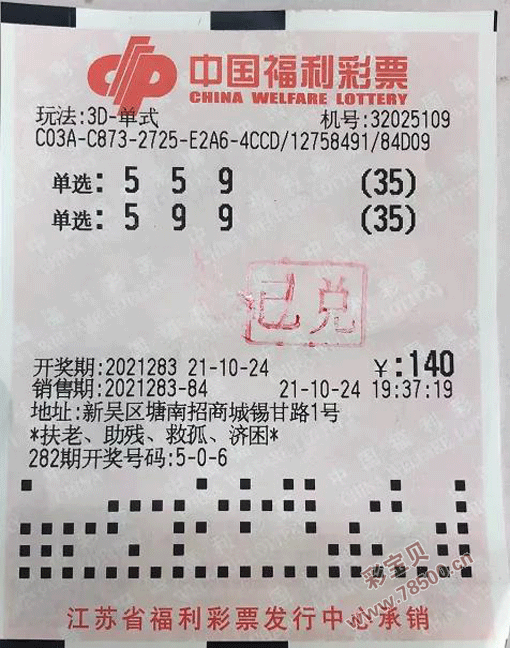 中国福利彩票
CHINA WELFARE LOTTERY
玩法:3D-单式 机号:32025109
C03A-C873-2725-E2A6-4CCD/12758491/84D09
单选: 5 5 9 (35)
单选: 5 9 9 (35)
已兑
开奖期:2021283 21-10-24 ¥:140
销售期:2021283-84 21-10-24 19:37:19
地址:新吴区塘南招商城锡甘路1号
*扶老、助残、救孤、济困*
282期开奖号码:5-0-6
彩宝贝
www.78500.cn
江苏省福利彩票发行中心承销